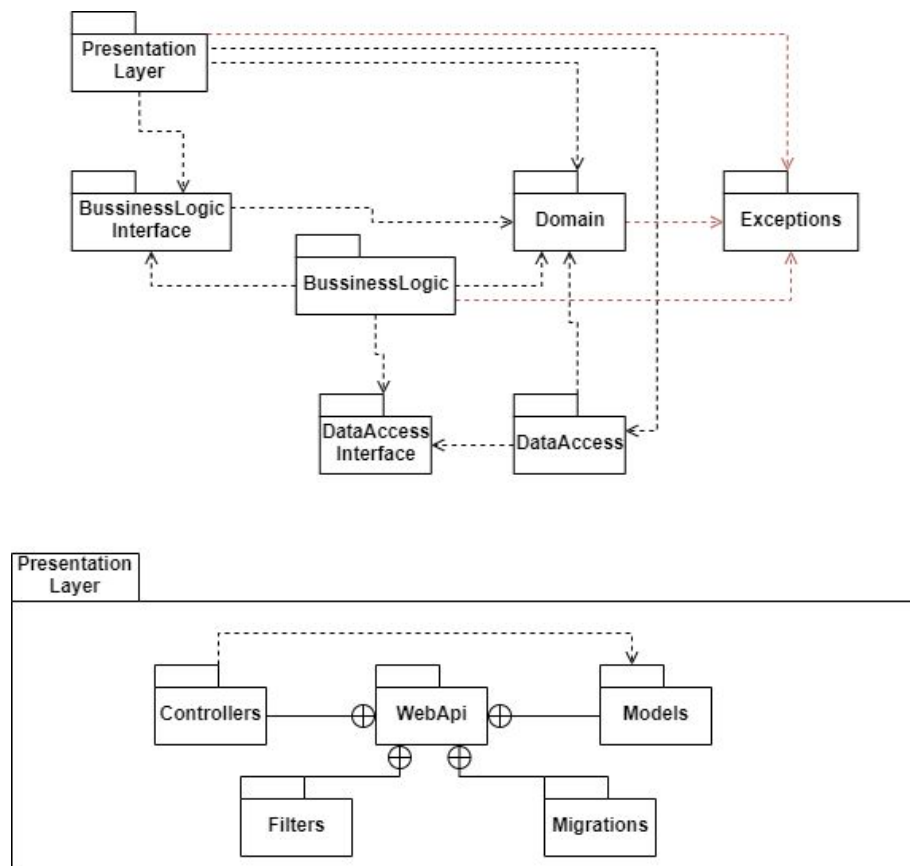 Presentation
Layer
BussinessLogic
Interface
Domain
Exceptions
BussinessLogic
DataAccess
Interface
DataAccess
Presentation
Layer
Controllers
WebApi
Models
Filters
Migrations